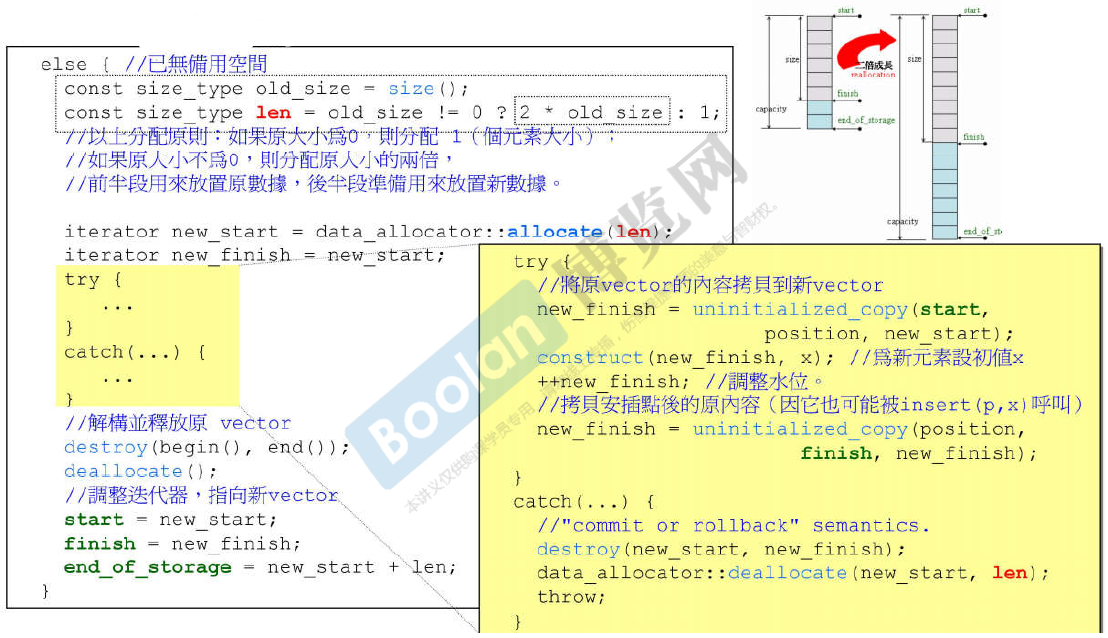 else { //已無備用空間
const size_type old_size = size();
const size_type len = old_size != 0 ? 2 * old_size : 1;
//以上分配原則：如果原大小爲0，則分配 1（個元素大小）；
//如果原大小不爲0，則分配原大小的兩倍，
//前半段用來放置原數據，後半段準備用來放置新數據。
iterator new_start = data_allocator::allocate(len);
iterator new_finish = new_start;
try {
...
}
catch(...) {
...
}
//解構並釋放原 vector
destroy(begin(), end());
deallocate();
//調整迭代器，指向新vector
start = new_start;
finish = new_finish;
end_of_storage = new_start + len;
}
try {
//將原vector的內容拷貝到新vector
new_finish = uninitialized_copy(start,
position, new_start);
construct(new_finish, x); //爲新元素設初值x
++new_finish; //調整水位。
//拷貝安插點後的原內容（因它也可能被insert(p,x)呼叫）
new_finish = uninitialized_copy(position,
finish, new_finish);
}
catch(...) {
//"commit or rollback" semantics.
destroy(new_start, new_finish);
data_allocator::deallocate(new_start, len);
throw;
}
start
size
finish
capacity
end_of_storage
二倍成長
reallocation
start
size
finish
capacity
end_of_st
Boolan
博览网
本讲义仅供购课学员专用